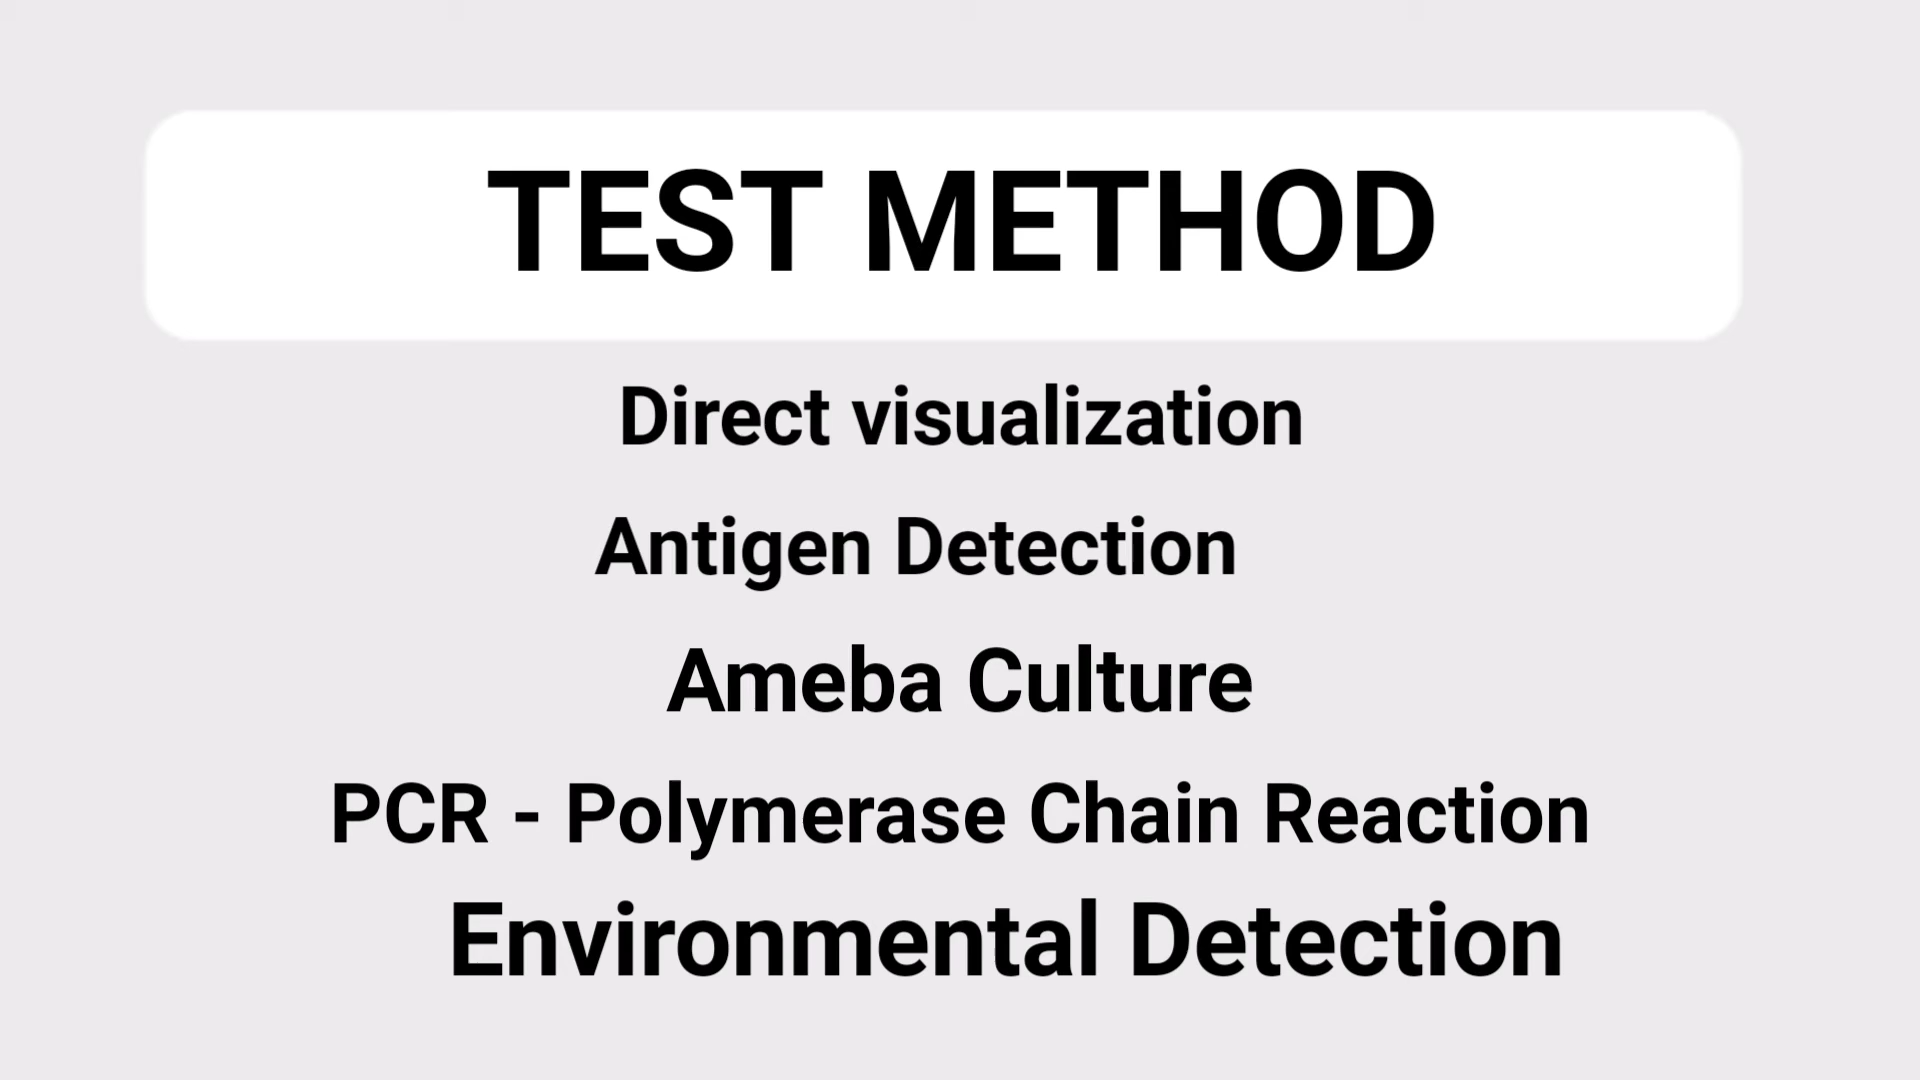 TEST METHOD
Direct visualization
Antigen Detection
Ameba Culture
PCR - Polymerase Chain Reaction
Environmental Detection